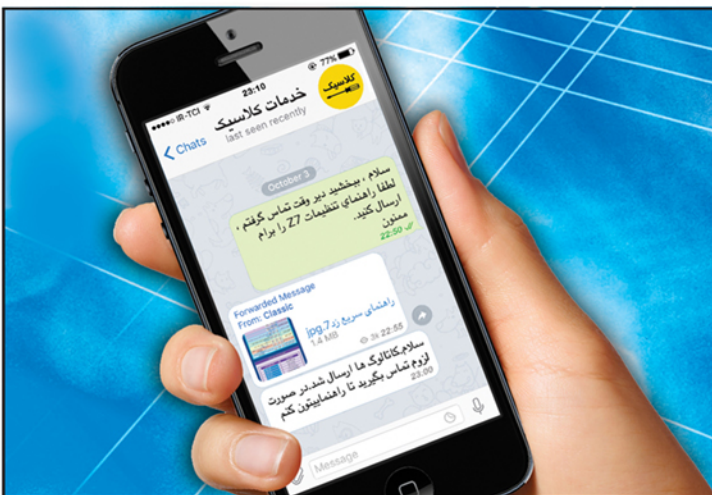 IR-TCI
23:10
77%
Chats
خدمات کلاسیک
last seen recently
کلاسیک
October 3
سلام ، ببخشید دیر وقت تماس گرفتم ،
لطفا راهنمای تنظیمات Z7 را برام
ارسال کنید.
ممنون
22:50
Forwarded Message
From: Classic
راهنمای سریع زد7.jpg
1.4 MB
3k 22:55
سلام.کاتالوگ ها ارسال شد.در صورت
لزوم تماس بگیرید تا راهنماییتون کنم
23.00
Message